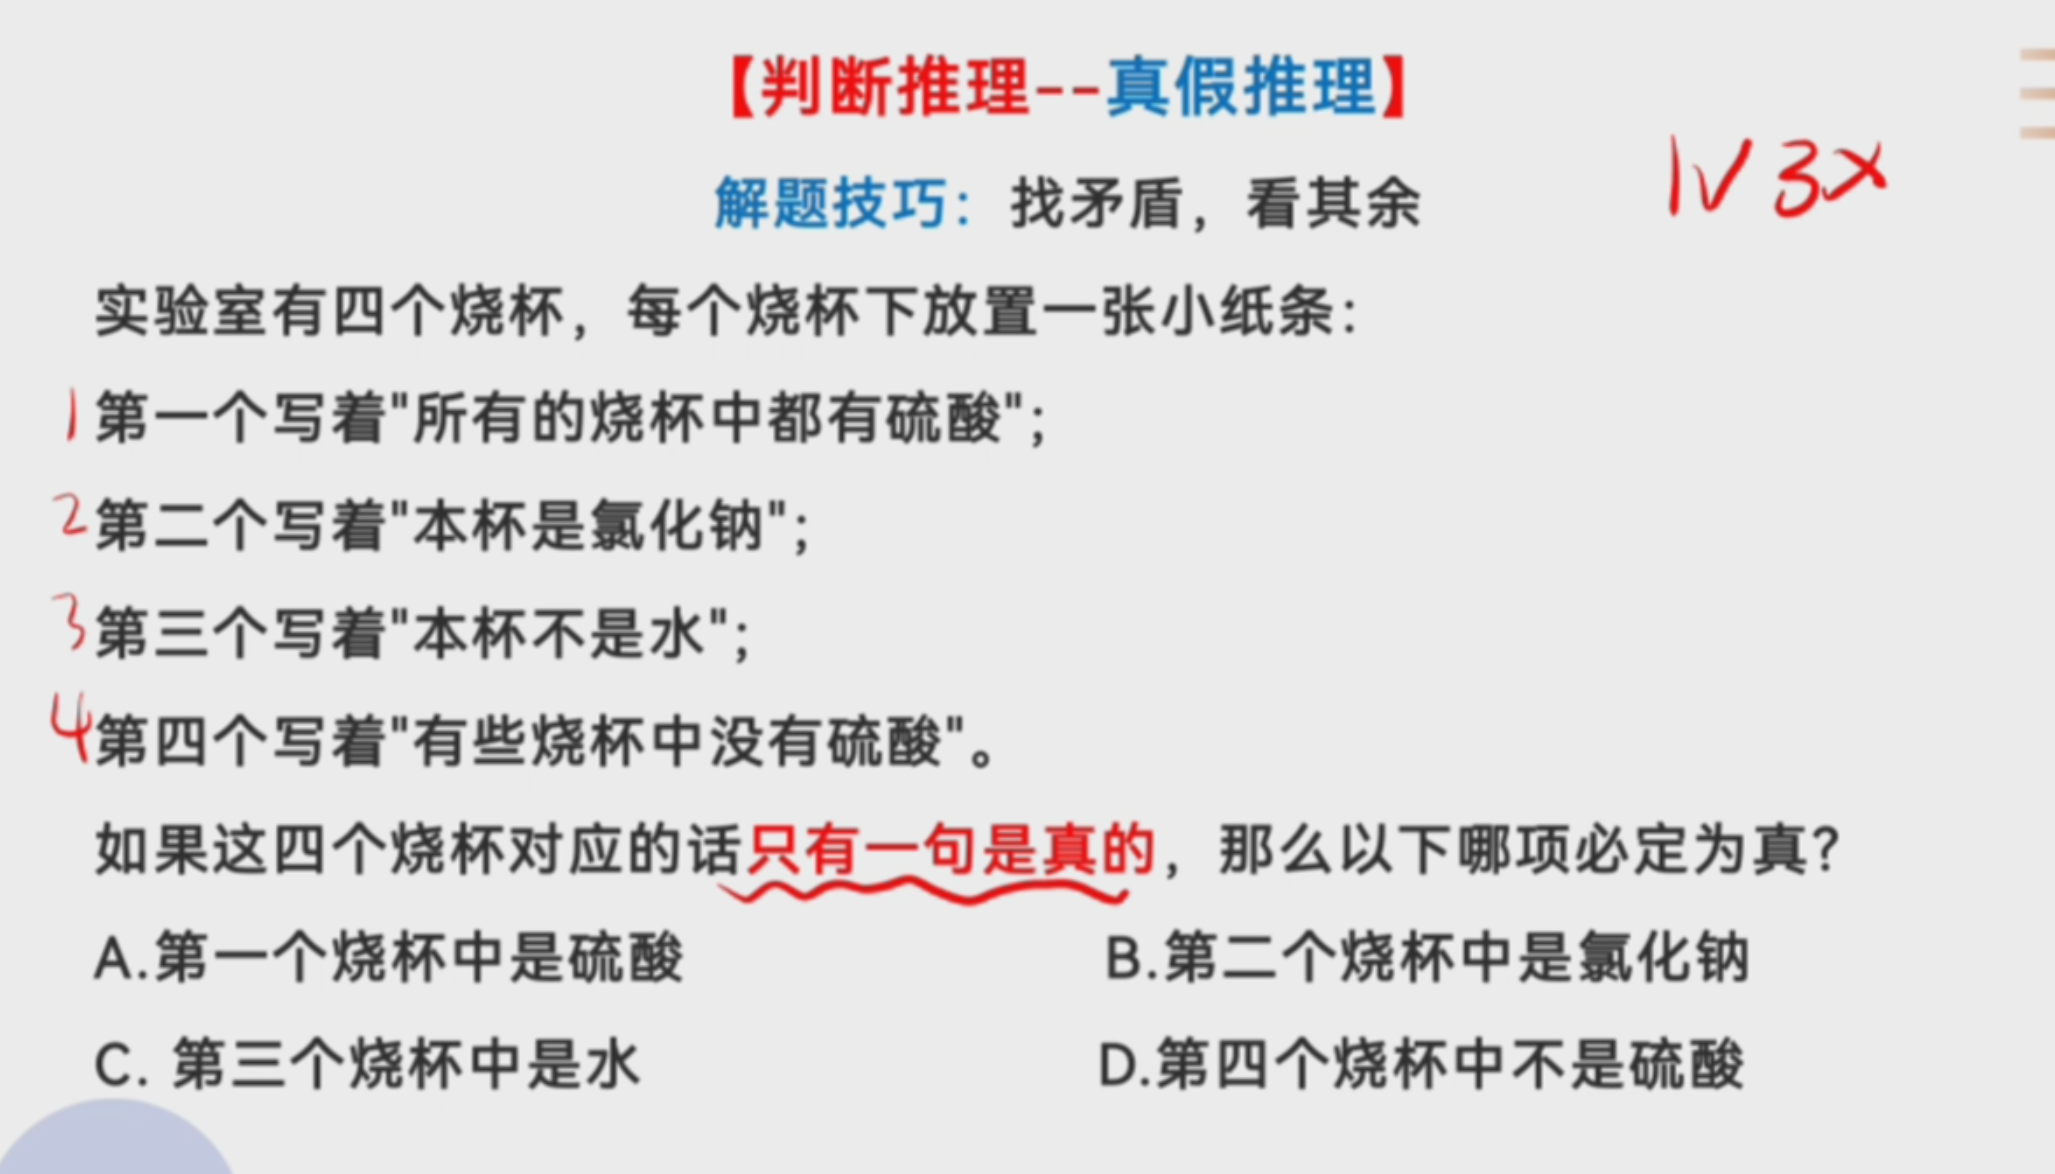 【判断推理--真假推理】
解题技巧：找矛盾，看其余
1√ 3×
实验室有四个烧杯，每个烧杯下放置一张小纸条：
1 第一个写着"所有的烧杯中都有硫酸"；
2 第二个写着"本杯是氯化钠"；
3 第三个写着"本杯不是水"；
4 第四个写着"有些烧杯中没有硫酸"。
如果这四个烧杯对应的话只有一句是真的，那么以下哪项必定为真？
A.第一个烧杯中是硫酸 B.第二个烧杯中是氯化钠
C. 第三个烧杯中是水 D.第四个烧杯中不是硫酸